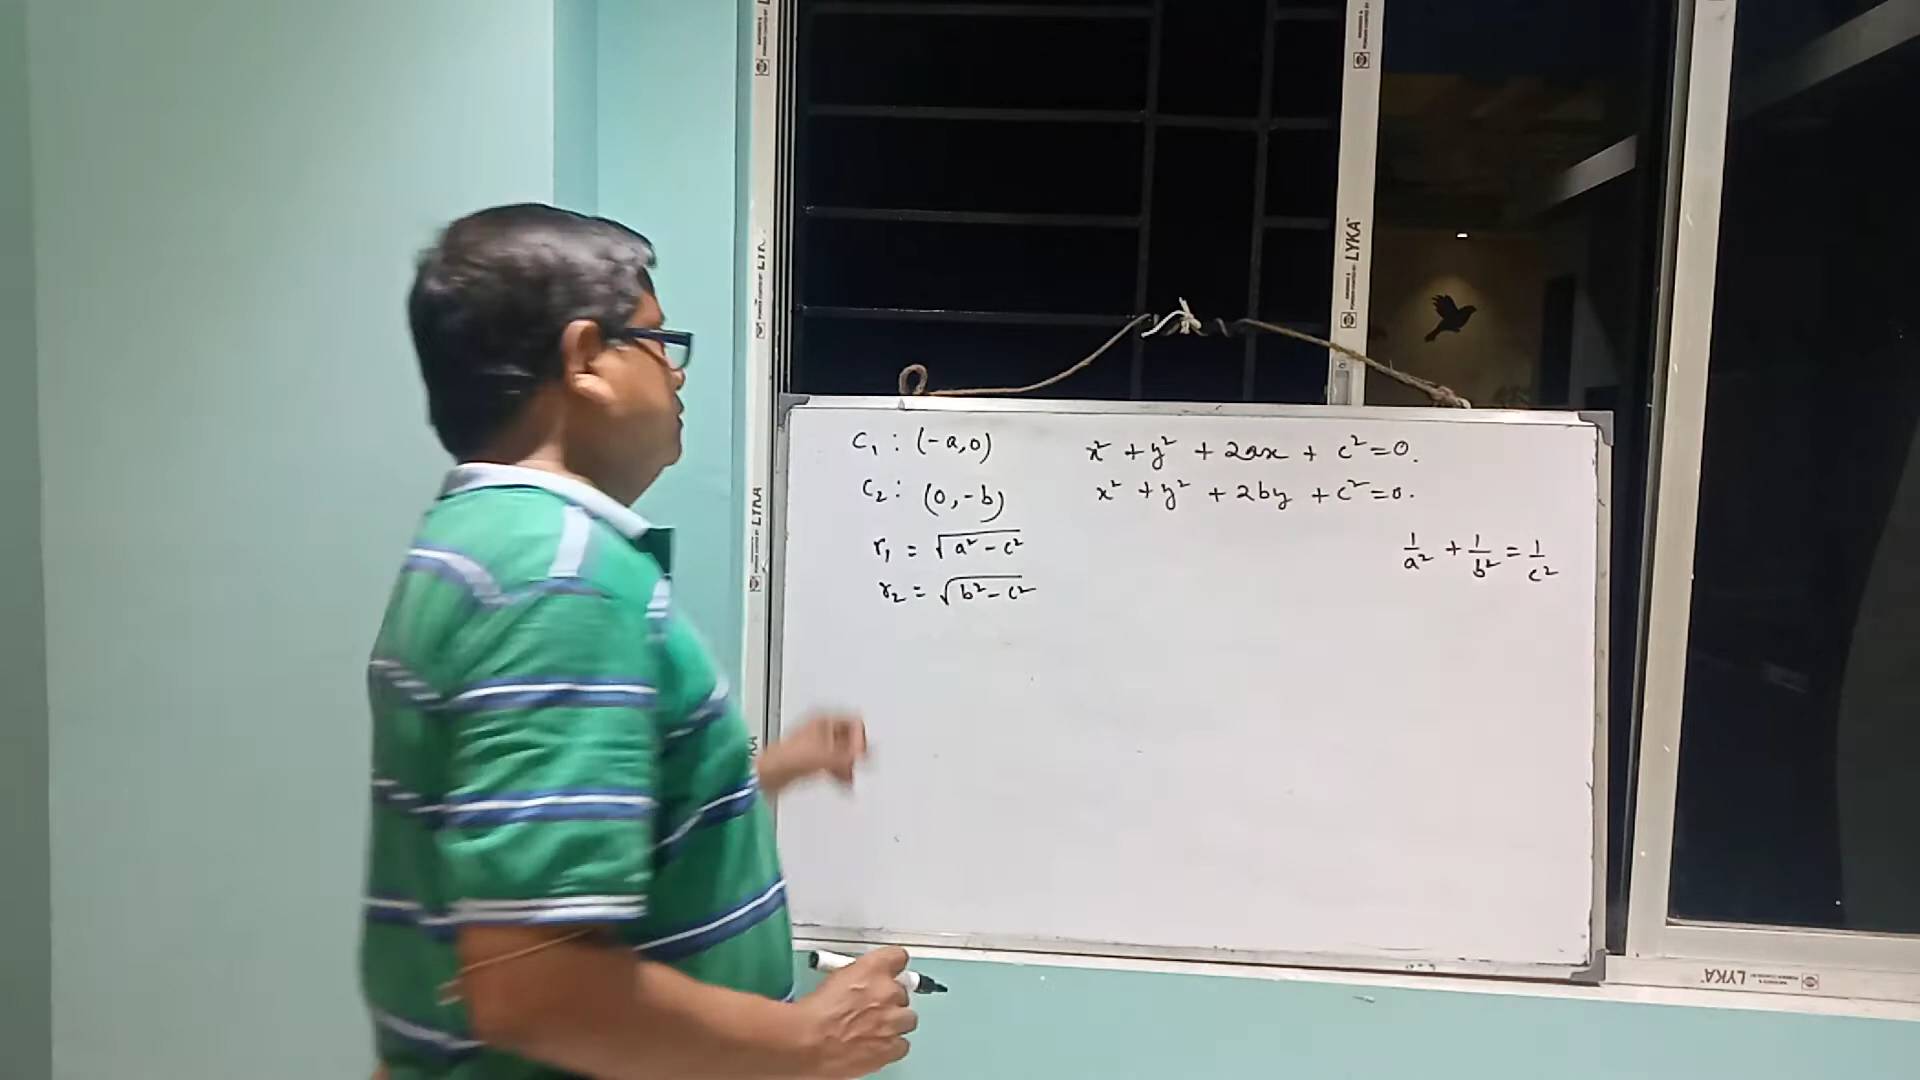 C₁ : (-a,0)
C₂ : (0,-b)
r₁ = √(a² - c²)
r₂ = √(b² - c²)
x² + y² + 2ax + c² = 0.
x² + y² + 2by + c² = 0.
1/a² + 1/b² = 1/c²
LYKA
LYKA
LYKA
LYKA